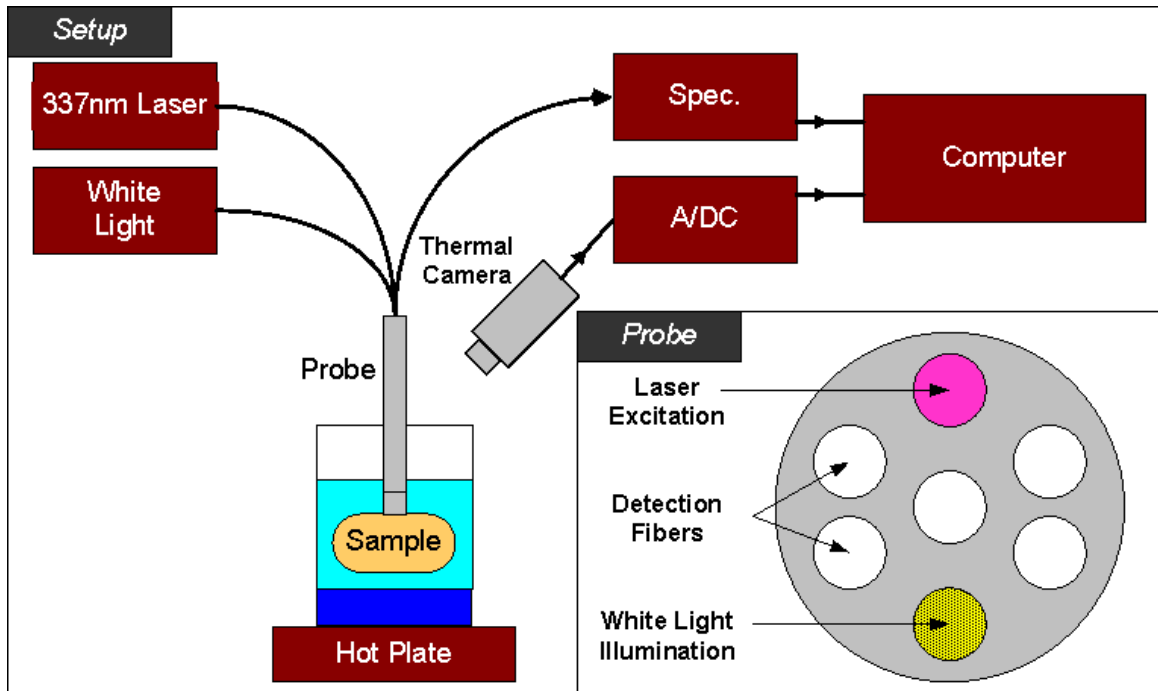 Setup
337nm Laser
White
Light
Spec.
A/DC
Computer
Thermal
Camera
Probe
Sample
Hot Plate
Probe
Laser
Excitation
Detection
Fibers
White Light
Illumination